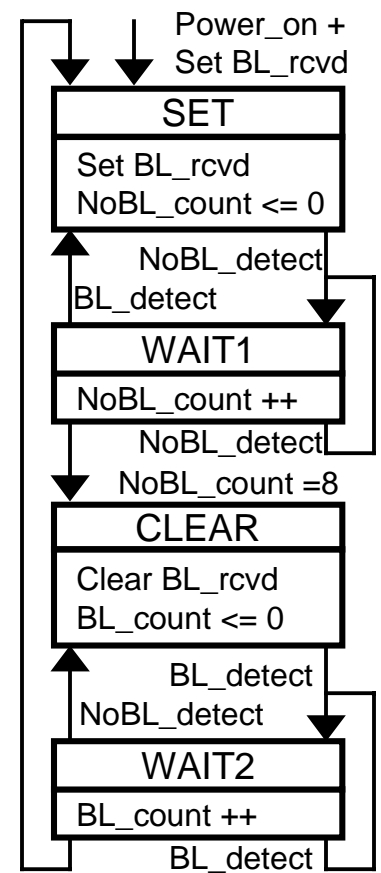 Power_on +
Set BL_rcvd
SET
Set BL_rcvd
NoBL_count <= 0
NoBL_detect
BL_detect
WAIT1
NoBL_count ++
NoBL_detect
NoBL_count =8
CLEAR
Clear BL_rcvd
BL_count <= 0
BL_detect
NoBL_detect
WAIT2
BL_count ++
BL_detect